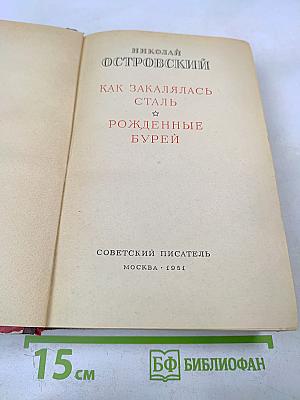 НИКОЛАЙ
ОСТРОВСКИЙ
КАК ЗАКАЛЯЛАСЬ
СТАЛЬ
РОЖДЕННЫЕ
БУРЕЙ
СОВЕТСКИЙ ПИСАТЕЛЬ
МОСКВА · 1951
15 см
БФ БИБЛИОФАН